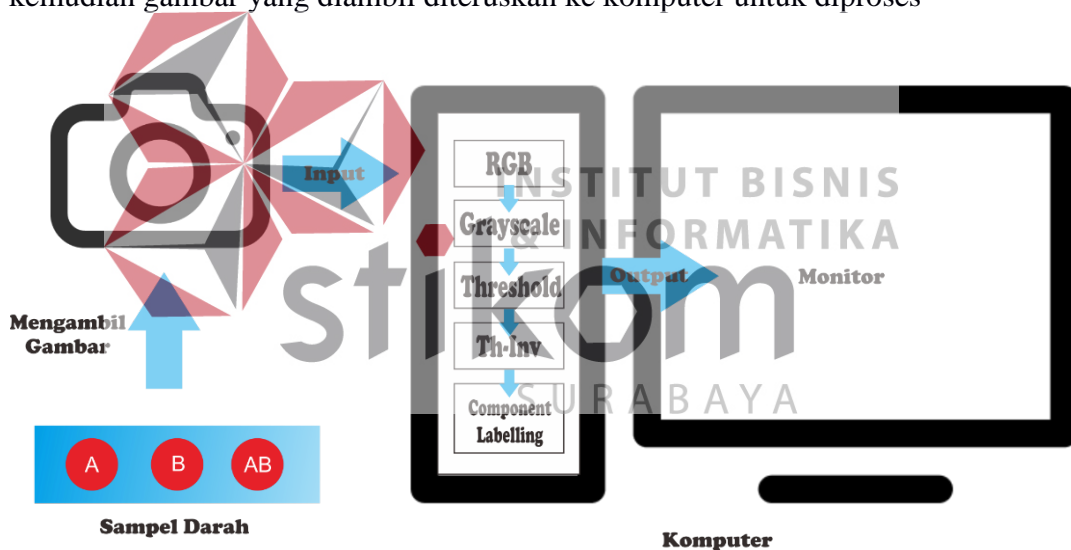 kemudian gambar yang diambil diteruskan ke komputer untuk diproses
Input
RGB
Grayscale
Threshold
Th-Inv
Component
Labelling
Output
Monitor
INSTITUT BISNIS
& INFORMATIKA
stikom
SURABAYA
Mengambil
Gambar
A B AB
Sampel Darah
Komputer